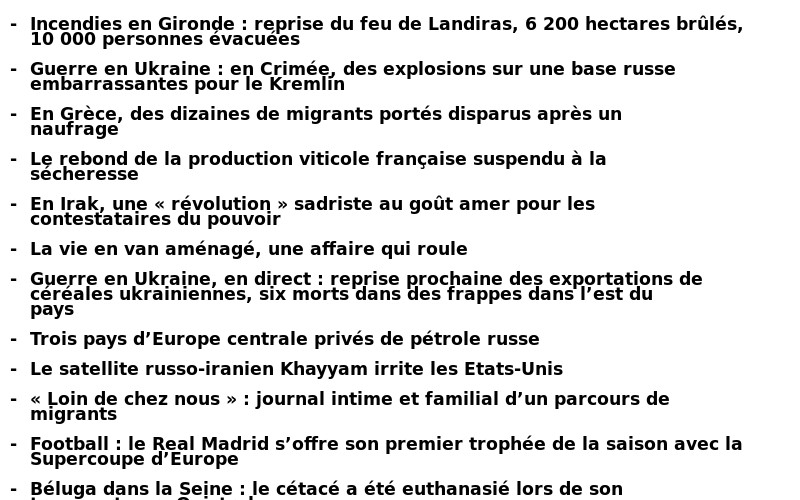 - Incendies en Gironde : reprise du feu de Landiras, 6 200 hectares brûlés,
10 000 personnes évacuées
- Guerre en Ukraine : en Crimée, des explosions sur une base russe
embarrassantes pour le Kremlin
- En Grèce, des dizaines de migrants portés disparus après un
naufrage
- Le rebond de la production viticole française suspendu à la
sécheresse
- En Irak, une « révolution » sadriste au goût amer pour les
contestataires du pouvoir
- La vie en van aménagé, une affaire qui roule
- Guerre en Ukraine, en direct : reprise prochaine des exportations de
céréales ukrainiennes, six morts dans des frappes dans l’est du
pays
- Trois pays d’Europe centrale privés de pétrole russe
- Le satellite russo-iranien Khayyam irrite les Etats-Unis
- « Loin de chez nous » : journal intime et familial d’un parcours de
migrants
- Football : le Real Madrid s’offre son premier trophée de la saison avec la
Supercoupe d’Europe
- Béluga dans la Seine : le cétacé a été euthanasié lors de son